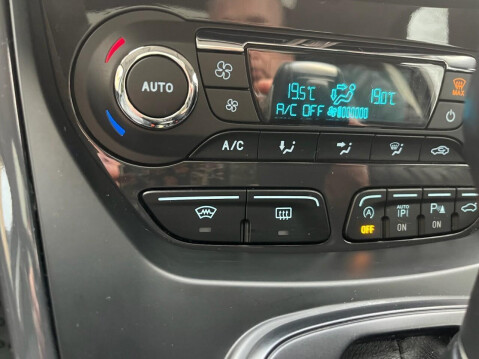 AUTO
19.5°C 19.0°C
A/C OFF
MAX
A/C
A OFF
AUTO P ON
P ON